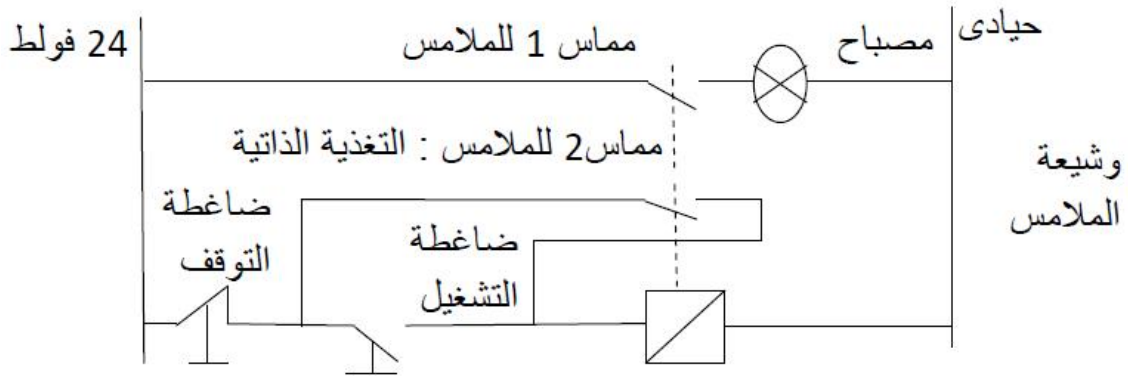 حيادى
مصباح
مماس 1 للملامس
24 فولط
مماس2 للملامس : التغذية الذاتية
وشيعة
الملامس
ضاغطة
التوقف
ضاغطة
التشغيل